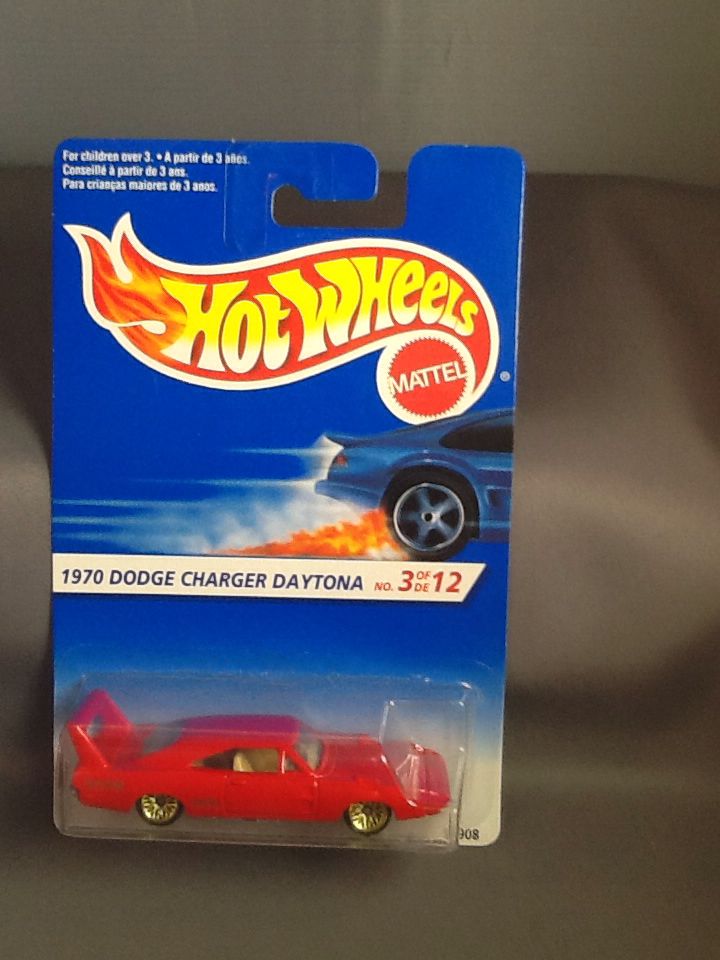 For children over 3. • A partir de 3 años.
Conseillé à partir de 3 ans.
Para crianças maiores de 3 anos.
HOT WHEELS
MATTEL
®
1970 DODGE CHARGER DAYTONA NO. 3 OF DE 12
908